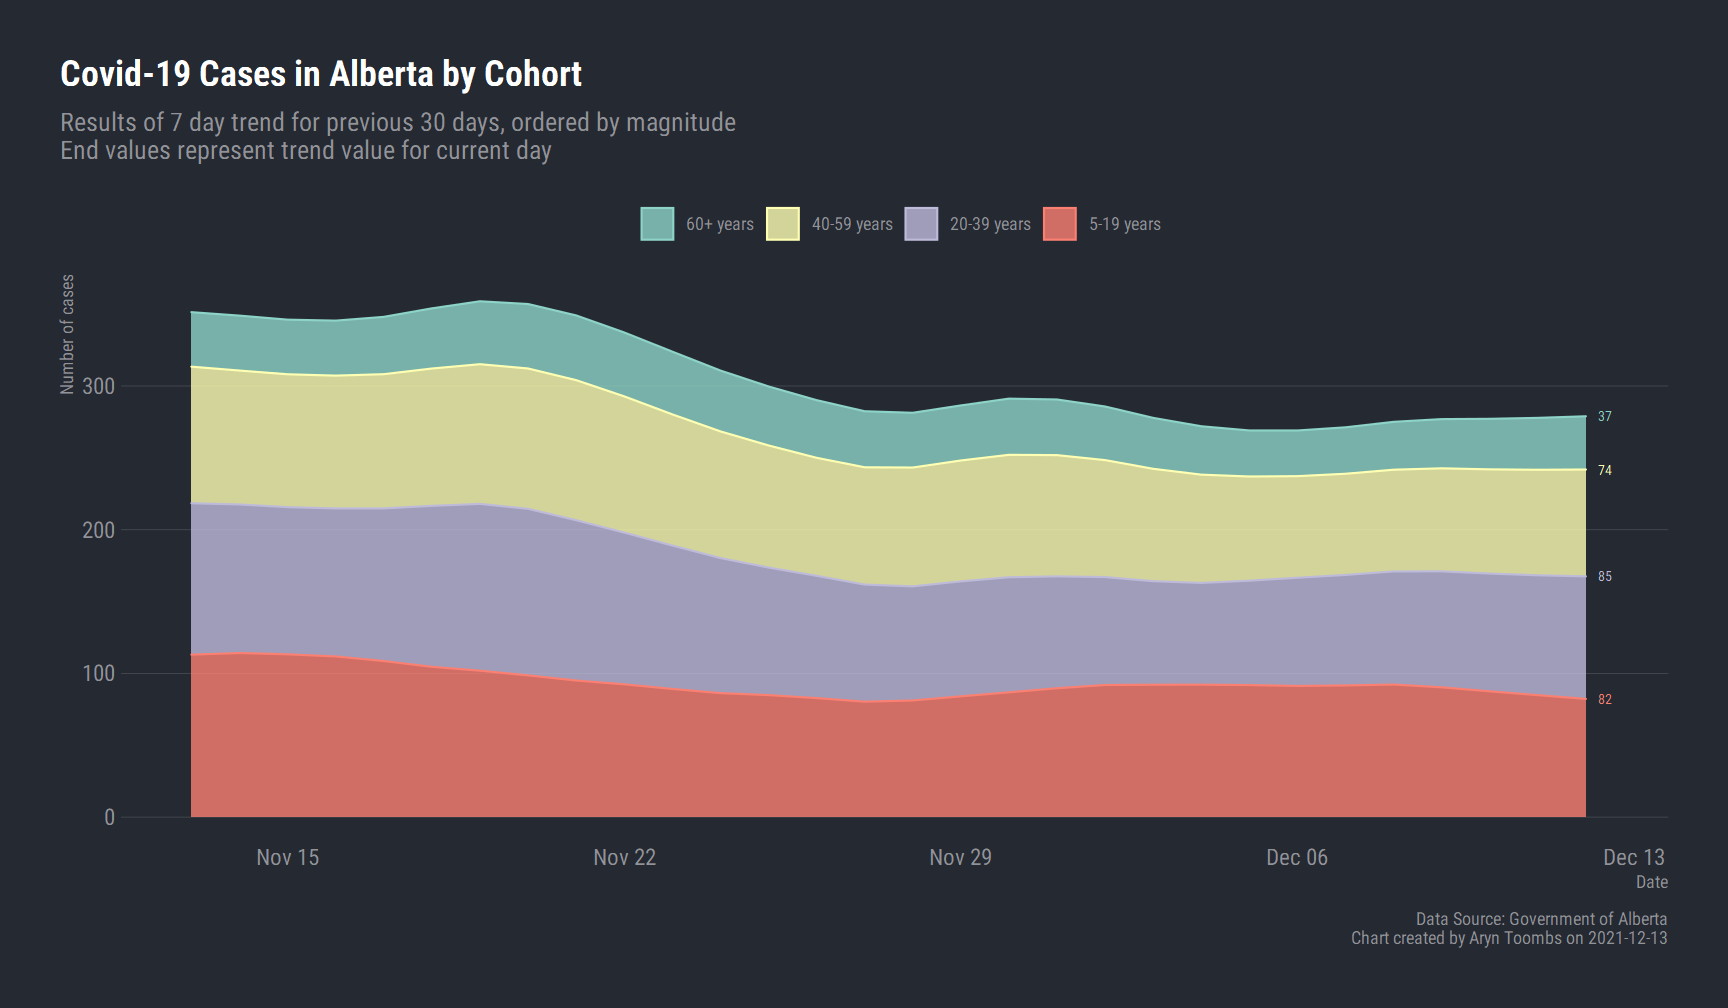 Covid-19 Cases in Alberta by Cohort
Results of 7 day trend for previous 30 days, ordered by magnitude
End values represent trend value for current day
60+ years
40-59 years
20-39 years
5-19 years
Number of cases
300
200
100
0
37
74
85
82
Nov 15
Nov 22
Nov 29
Dec 06
Dec 13
Date
Data Source: Government of Alberta
Chart created by Aryn Toombs on 2021-12-13